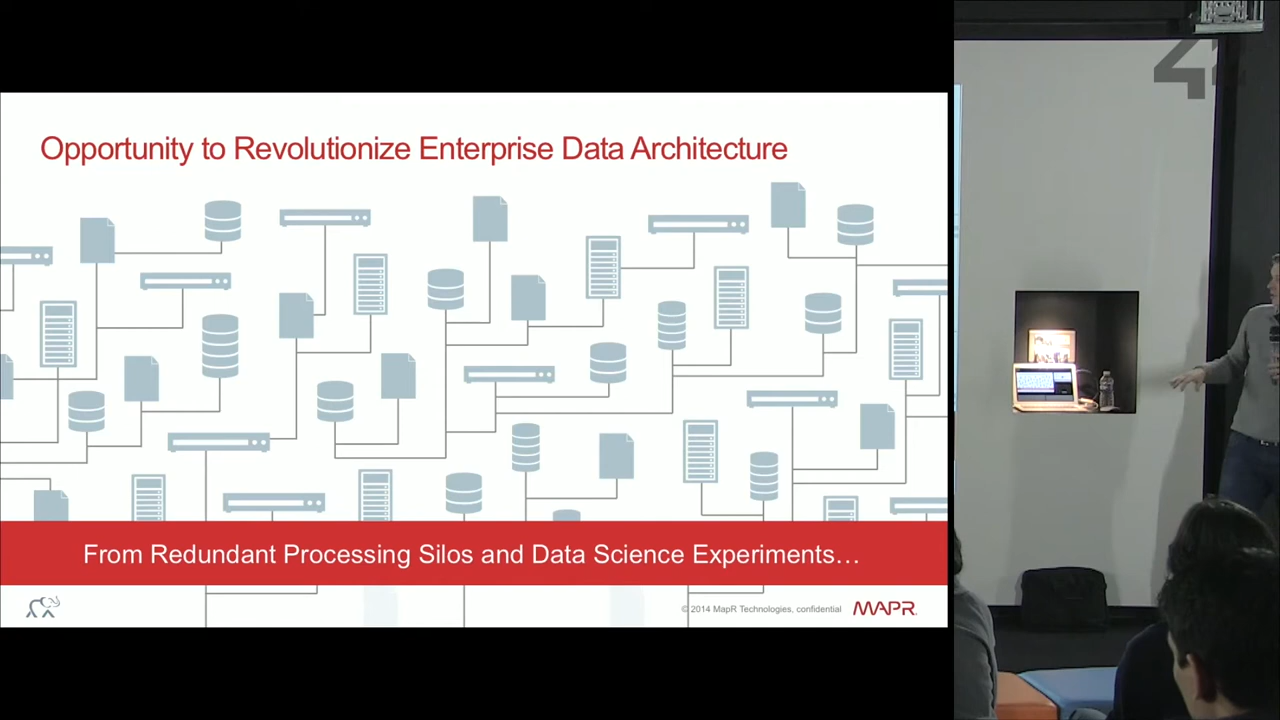 Opportunity to Revolutionize Enterprise Data Architecture
From Redundant Processing Silos and Data Science Experiments…
© 2014 MapR Technologies, confidential
MAPR
42